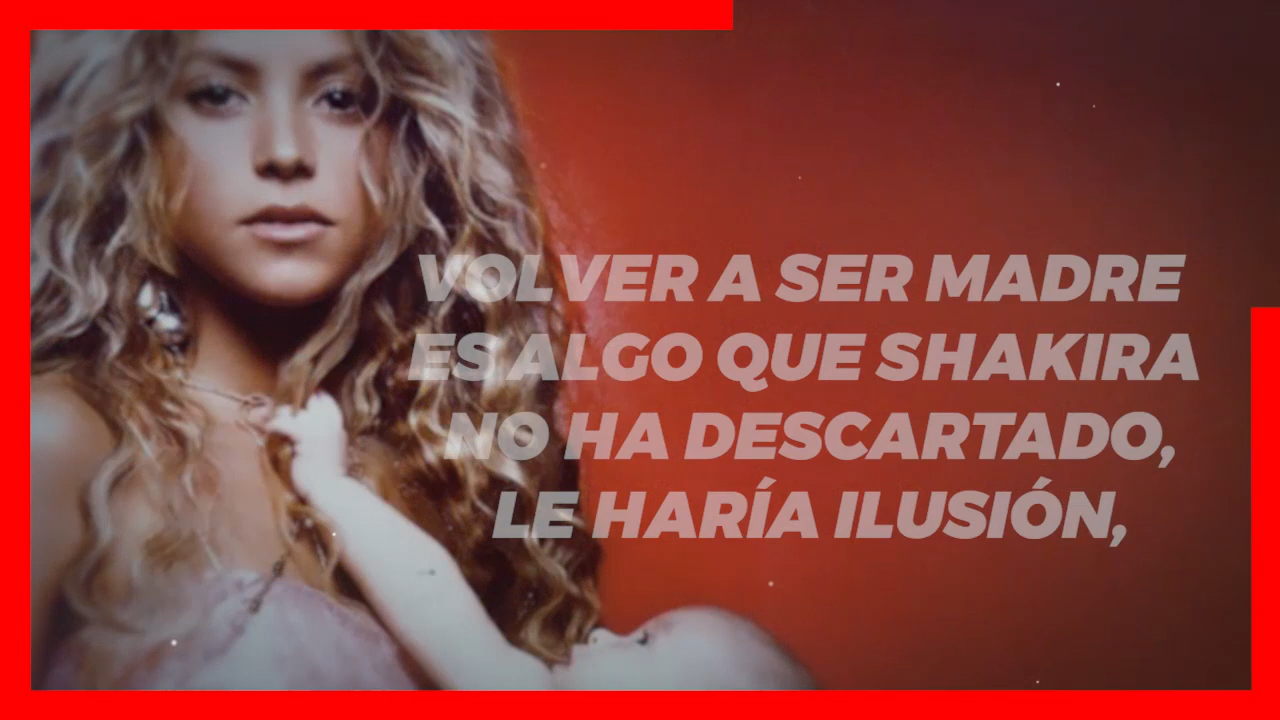 VOLVER A SER MADRE
ES ALGO QUE SHAKIRA
NO HA DESCARTADO,
LE HARÍA ILUSIÓN,